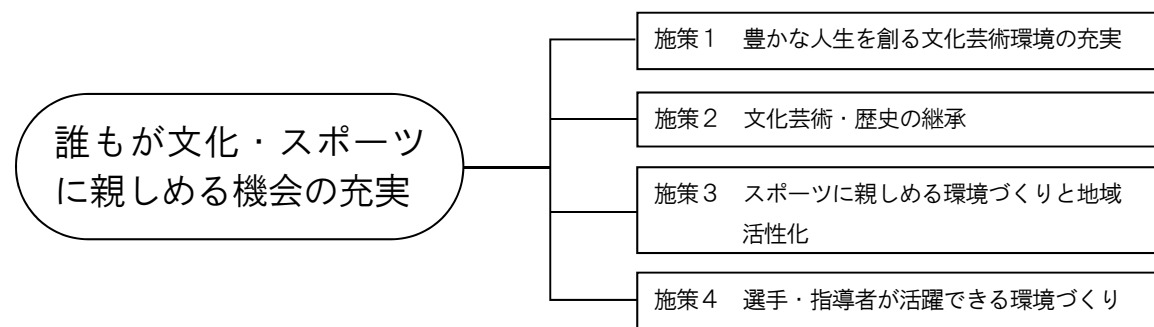 誰もが文化・スポーツ
に親しめる機会の充実
施策１　豊かな人生を創る文化芸術環境の充実
施策２　文化芸術・歴史の継承
施策３　スポーツに親しめる環境づくりと地域
活性化
施策４　選手・指導者が活躍できる環境づくり